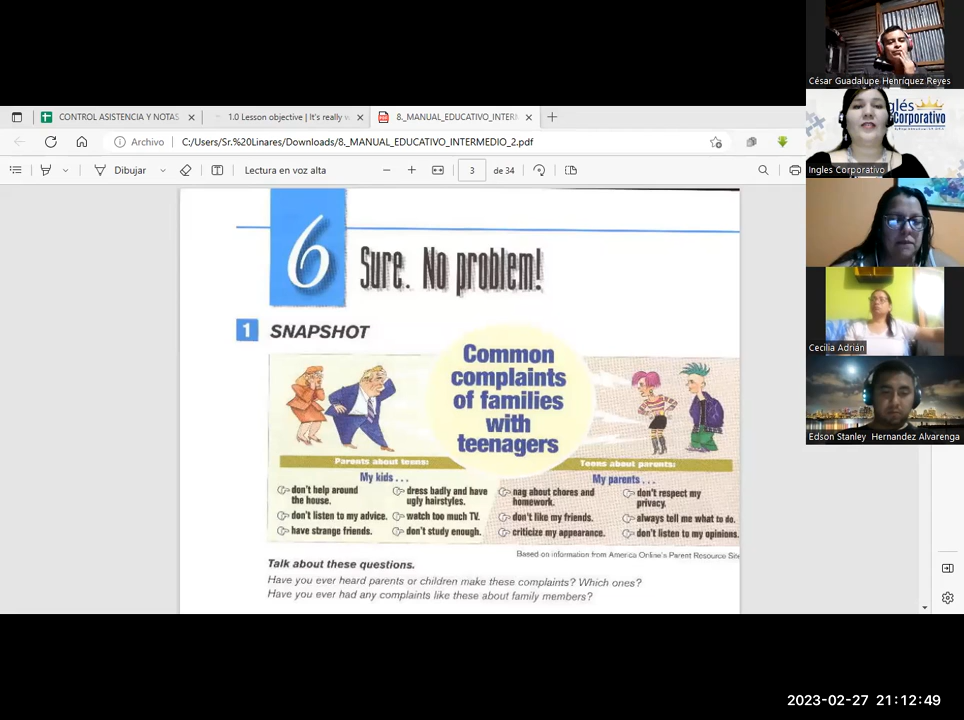 César Guadalupe Henríquez Reyes
glés
Corporativo
Ingles Corporativo
Cecilia Adrián
Edson Stanley Hernandez Alvarenga
CONTROL ASISTENCIA Y NOTAS
1.0 Lesson objective | It's really w
8._MANUAL_EDUCATIVO_INTERM
Archivo
C:/Users/Sr.%20Linares/Downloads/8._MANUAL_EDUCATIVO_INTERMEDIO_2.pdf
Dibujar
Lectura en voz alta
3
de 34
6
Sure. No problem!
1 SNAPSHOT
Common
complaints
of families
with
teenagers
Parents about teens:
My kids . . .
don't help around
the house.
don't listen to my advice.
have strange friends.
dress badly and have
ugly hairstyles.
watch too much TV.
don't study enough.
Teens about parents:
My parents . . .
nag about chores and
homework.
don't like my friends.
criticize my appearance.
don't respect my
privacy.
always tell me what to do.
don't listen to my opinions.
Based on information from America Online's Parent Resource Site
Talk about these questions.
Have you ever heard parents or children make these complaints? Which ones?
Have you ever had any complaints like these about family members?
2023-02-27 21:12:49